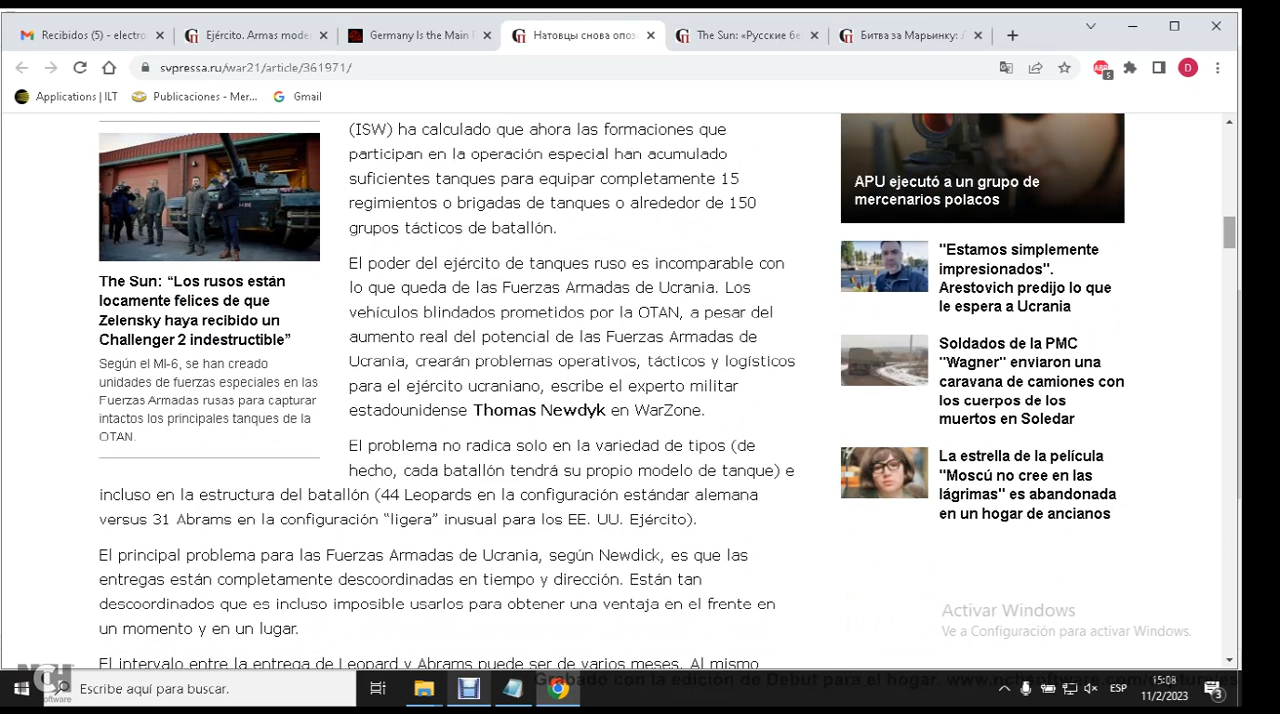 Recibidos (5) - electro
Ejército. Armas mode
Germany Is the Main
Натовцы снова опоз
The Sun: «Русские бе
Битва за Марьинку: Л
svpressa.ru/war21/article/361971/
Applications | ILT
Publicaciones - Mer...
Gmail
(ISW) ha calculado que ahora las formaciones que
participan en la operación especial han acumulado
suficientes tanques para equipar completamente 15
regimientos o brigadas de tanques o alrededor de 150
grupos tácticos de batallón.
El poder del ejército de tanques ruso es incomparable con
lo que queda de las Fuerzas Armadas de Ucrania. Los
vehículos blindados prometidos por la OTAN, a pesar del
aumento real del potencial de las Fuerzas Armadas de
Ucrania, crearán problemas operativos, tácticos y logísticos
para el ejército ucraniano, escribe el experto militar
estadounidense Thomas Newdyk en WarZone.
El problema no radica solo en la variedad de tipos (de
hecho, cada batallón tendrá su propio modelo de tanque) e
incluso en la estructura del batallón (44 Leopards en la configuración estándar alemana
versus 31 Abrams en la configuración “ligera” inusual para los EE. UU. Ejército).
El principal problema para las Fuerzas Armadas de Ucrania, según Newdick, es que las
entregas están completamente descoordinadas en tiempo y dirección. Están tan
descoordinados que es incluso imposible usarlos para obtener una ventaja en el frente en
un momento y en un lugar.
El intervalo entre la entrega de Leopard y Abrams puede ser de varios meses. Al mismo
The Sun: “Los rusos están
locamente felices de que
Zelensky haya recibido un
Challenger 2 indestructible”
Según el MI-6, se han creado
unidades de fuerzas especiales en las
Fuerzas Armadas rusas para capturar
intactos los principales tanques de la
OTAN.
APU ejecutó a un grupo de
mercenarios polacos
"Estamos simplemente
impresionados".
Arestovich predijo lo que
le espera a Ucrania
Soldados de la PMC
"Wagner" enviaron una
caravana de camiones con
los cuerpos de los
muertos en Soledar
La estrella de la película
"Moscú no cree en las
lágrimas" es abandonada
en un hogar de ancianos
Activar Windows
Ve a Configuración para activar Windows.
NCH
Software
Escribe aquí para buscar.
Grabado con la edición de Debut para el hogar. www.nchsoftware.com/capture/es
ESP
15:08
11/2/2023
3